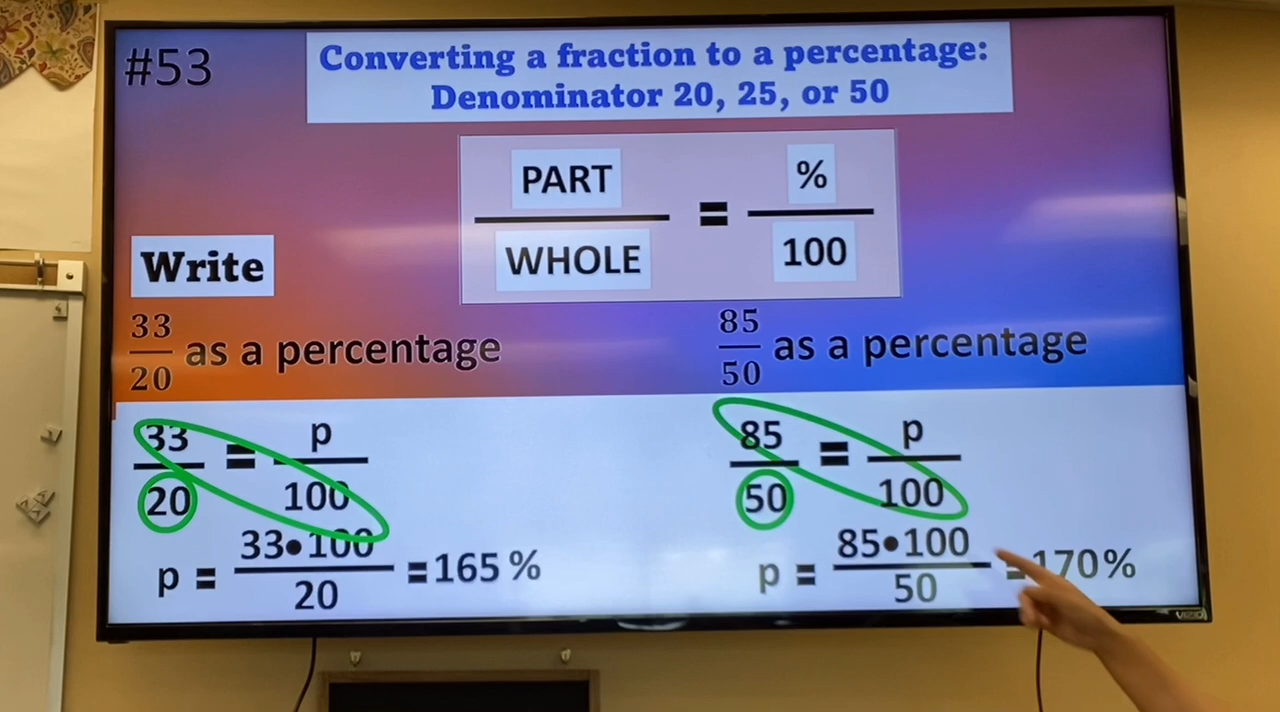 #53
Converting a fraction to a percentage:
Denominator 20, 25, or 50
PART
WHOLE
=
%
100
Write
33
20
as a percentage
85
50
as a percentage
33
20
=
p
100
p = 33•100
20
=165%
85
50
=
p
100
p = 85•100
50
=170%
VIZIO